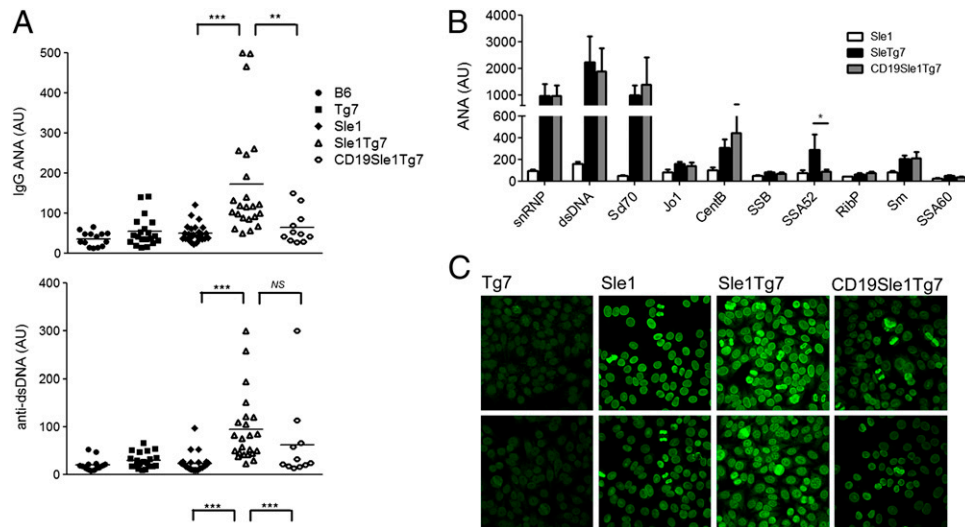 A
*** **
IgG ANA (AU)
500
400
300
200
100
0
B6
Tg7
Sle1
Sle1Tg7
CD19Sle1Tg7
*** NS
anti-dsDNA (AU)
400
300
200
100
0
*** ***
B
ANA (AU)
4000
3000
2000
1000
600
400
200
0
Sle1
SleTg7
CD19Sle1Tg7
*
snRNP dsDNA Scl70 Jo1 CentB SSB SSA52 RibP Sm SSA60
C
Tg7 Sle1 Sle1Tg7 CD19Sle1Tg7